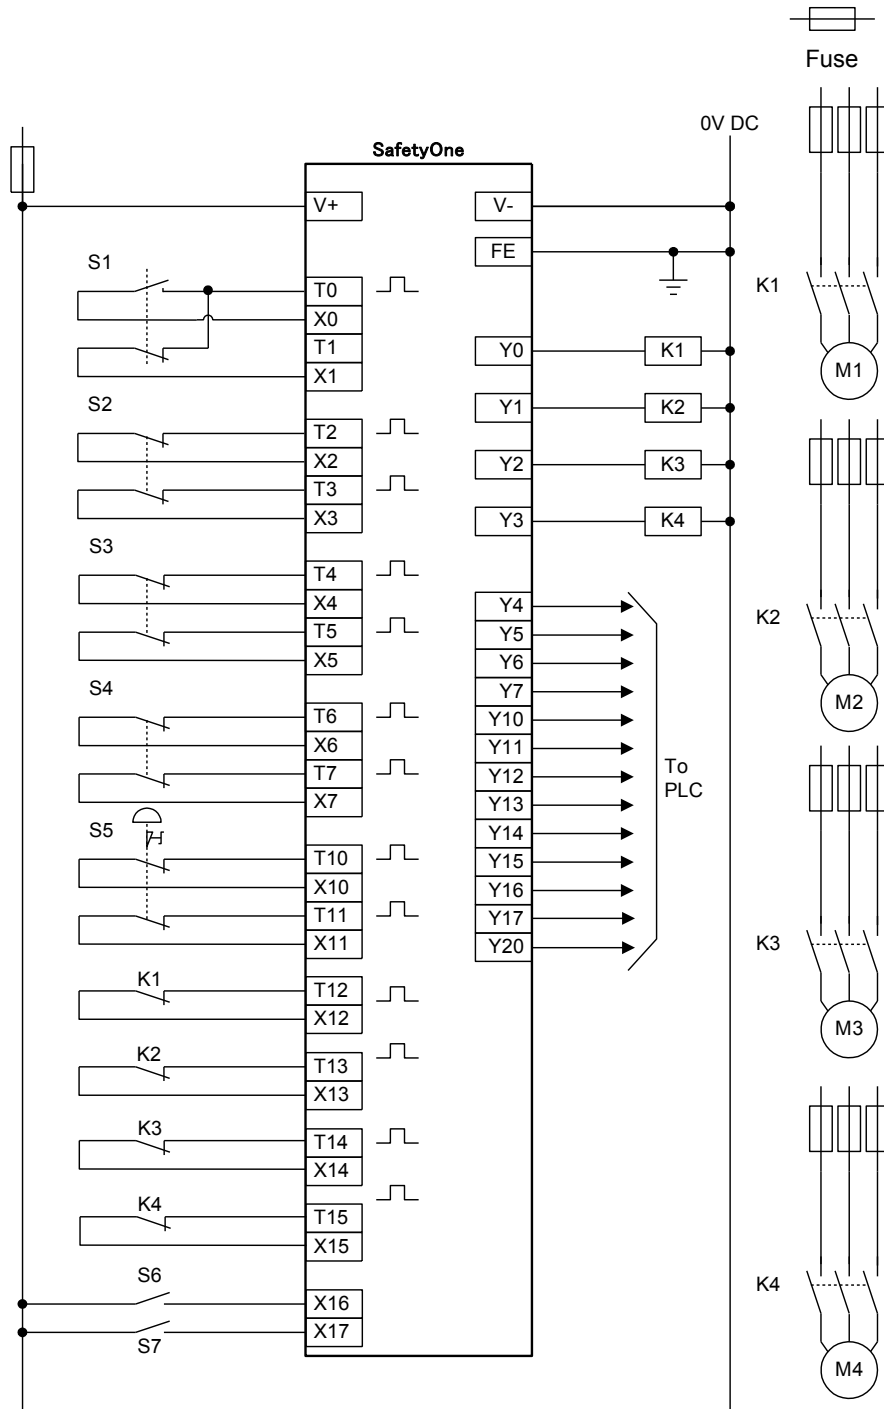 Fuse
0V DC
SafetyOne
V+
V-
FE
S1
T0
X0
T1
X1
Y0
K1
S2
T2
X2
T3
X3
Y1
K2
Y2
K3
Y3
K4
S3
T4
X4
T5
X5
Y4
Y5
Y6
Y7
Y10
Y11
Y12
Y13
Y14
Y15
Y16
Y17
Y20
To
PLC
S4
T6
X6
T7
X7
S5
T10
X10
T11
X11
K1
T12
X12
K2
T13
X13
K3
T14
X14
K4
T15
X15
S6
X16
X17
S7
K1
M1
K2
M2
K3
M3
K4
M4